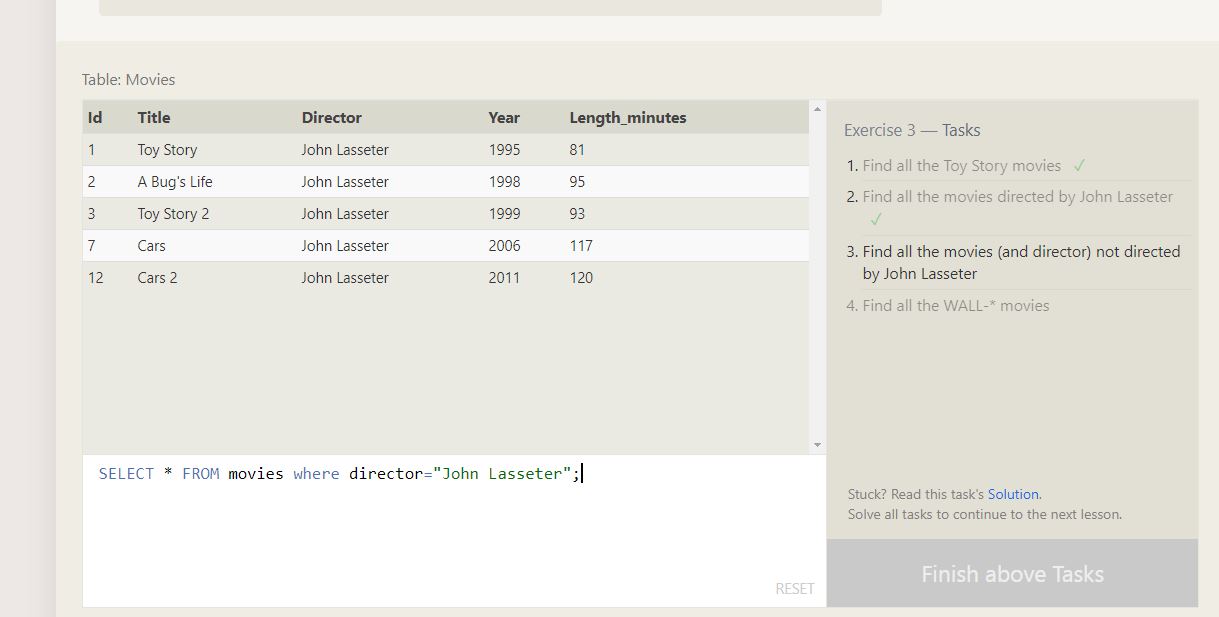 Table: Movies
Id Title Director Year Length_minutes
1 Toy Story John Lasseter 1995 81
2 A Bug's Life John Lasseter 1998 95
3 Toy Story 2 John Lasseter 1999 93
7 Cars John Lasseter 2006 117
12 Cars 2 John Lasseter 2011 120
SELECT * FROM movies where director="John Lasseter";
RESET
Exercise 3 — Tasks
1. Find all the Toy Story movies ✓
2. Find all the movies directed by John Lasseter
✓
3. Find all the movies (and director) not directed
by John Lasseter
4. Find all the WALL-* movies
Stuck? Read this task's Solution.
Solve all tasks to continue to the next lesson.
Finish above Tasks